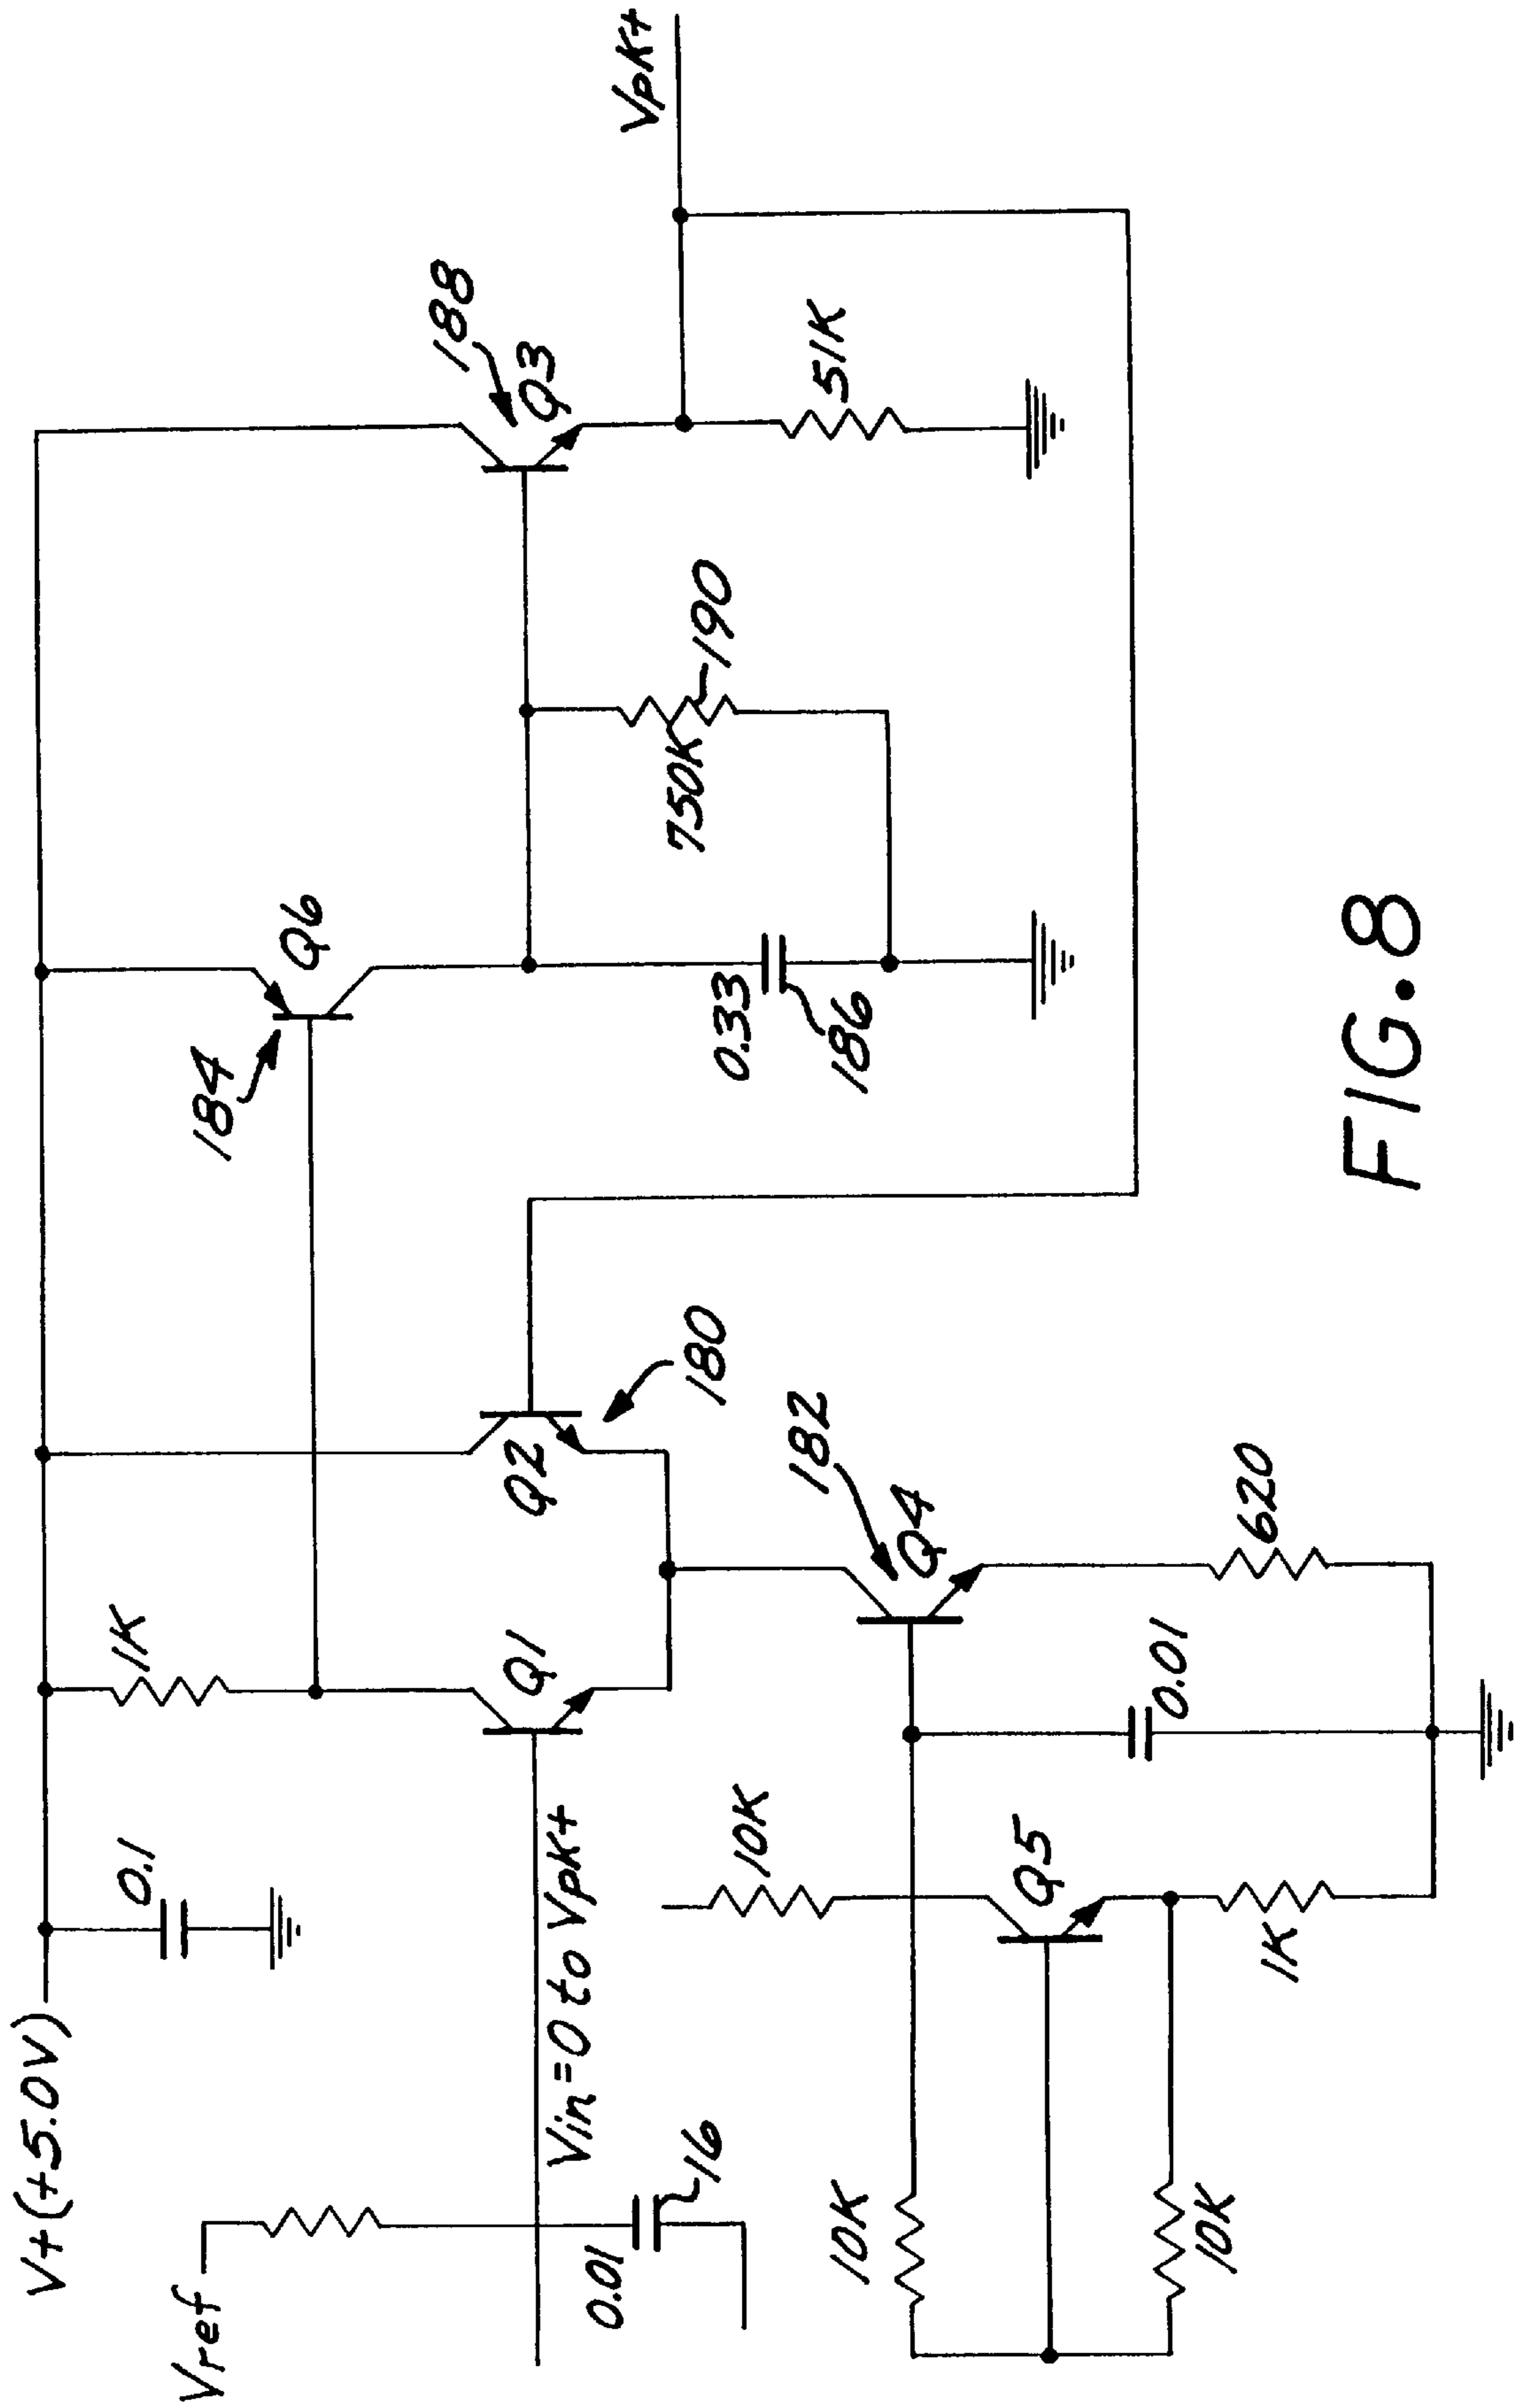 V+(+5.0V)
0.1
1K
184
Q6
188
Q3
Vpk+
Vref
Vin=0 to Vpk+
Q1
Q2
180
750K
190
51K
0.01
16
10K
182
Q4
0.33
186
10K
Q5
0.01
620
10K
1K
FIG.8